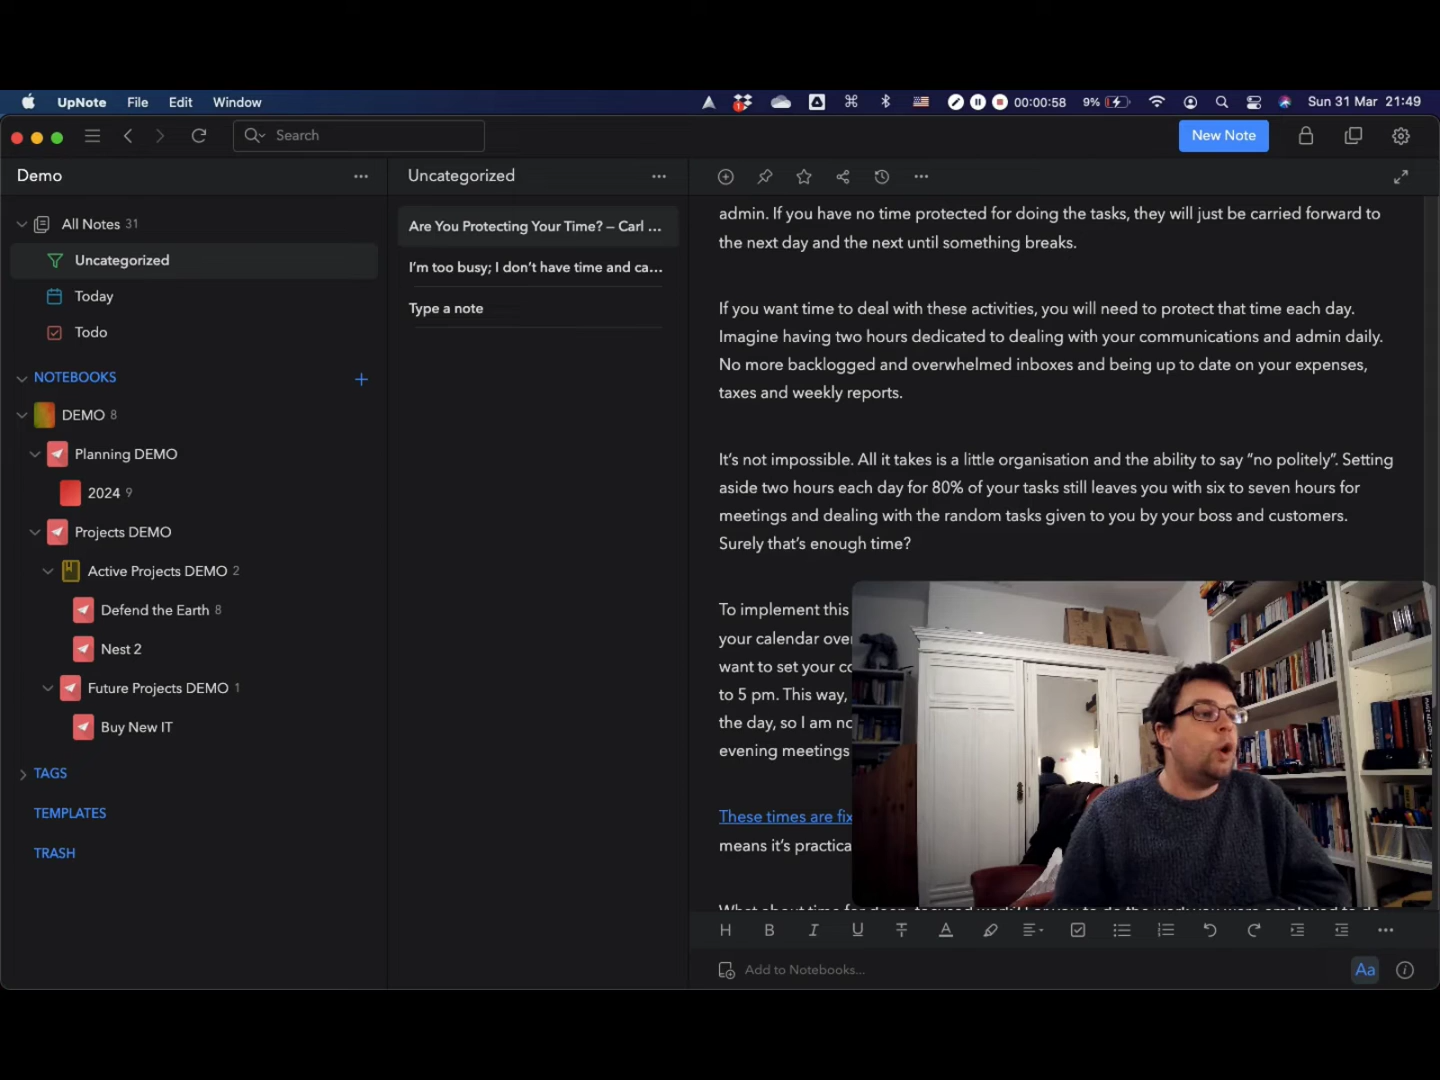 UpNote File Edit Window 00:00:58 9% Sun 31 Mar 21:49
Search New Note
Demo
All Notes 31
Uncategorized
Today
Todo
NOTEBOOKS
DEMO 8
Planning DEMO
2024 9
Projects DEMO
Active Projects DEMO 2
Defend the Earth 8
Nest 2
Future Projects DEMO 1
Buy New IT
TAGS
TEMPLATES
TRASH
Uncategorized
Are You Protecting Your Time? – Carl ...
I’m too busy; I don’t have time and ca...
Type a note
admin. If you have no time protected for doing the tasks, they will just be carried forward to
the next day and the next until something breaks.
If you want time to deal with these activities, you will need to protect that time each day.
Imagine having two hours dedicated to dealing with your communications and admin daily.
No more backlogged and overwhelmed inboxes and being up to date on your expenses,
taxes and weekly reports.
It’s not impossible. All it takes is a little organisation and the ability to say “no politely”. Setting
aside two hours each day for 80% of your tasks still leaves you with six to seven hours for
meetings and dealing with the random tasks given to you by your boss and customers.
Surely that’s enough time?
To implement this
your calendar over
want to set your co
to 5 pm. This way,
the day, so I am no
evening meetings
These times are fix
means it’s practica
H B I U T A
Add to Notebooks...
Aa